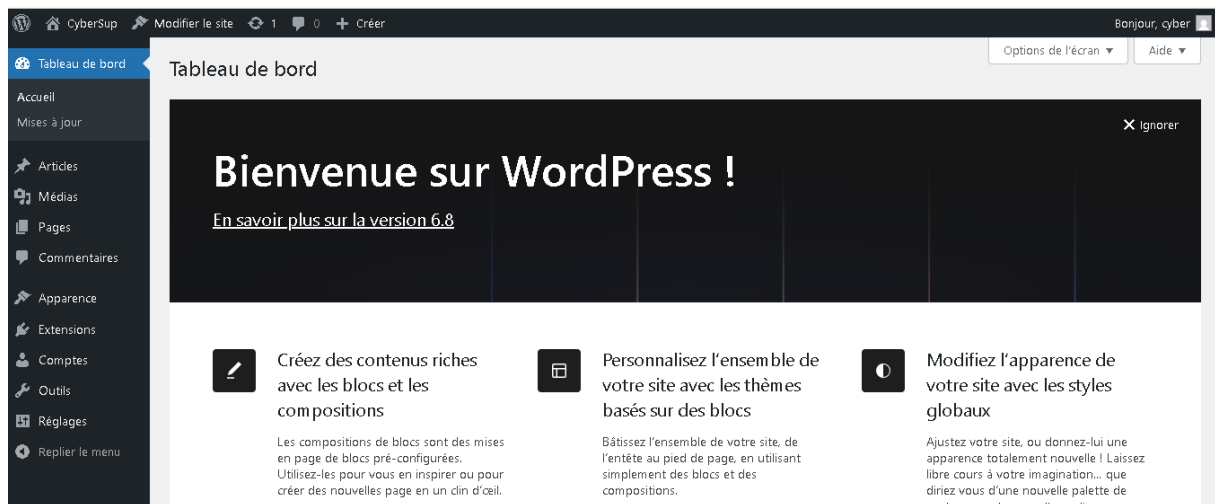 CyberSup Modifier le site 1 0 Créer Bonjour, cyber
Options de l'écran ▼ Aide ▼
Tableau de bord
Accueil
Mises à jour
Articles
Médias
Pages
Commentaires
Apparence
Extensions
Comptes
Outils
Réglages
Replier le menu
Tableau de bord
Ignorer
Bienvenue sur WordPress !
En savoir plus sur la version 6.8
Créez des contenus riches
avec les blocs et les
compositions
Les compositions de blocs sont des mises
en page de blocs pré-configurées.
Utilisez-les pour vous en inspirer ou pour
créer des nouvelles page en un clin d'œil.
Personnalisez l'ensemble de
votre site avec les thèmes
basés sur des blocs
Bâtissez l'ensemble de votre site, de
l'entête au pied de page, en utilisant
simplement des blocs et des
compositions.
Modifiez l'apparence de
votre site avec les styles
globaux
Ajustez votre site, ou donnez-lui une
apparence totalement nouvelle ! Laissez
libre cours à votre imagination... que
diriez vous d'une nouvelle palette de